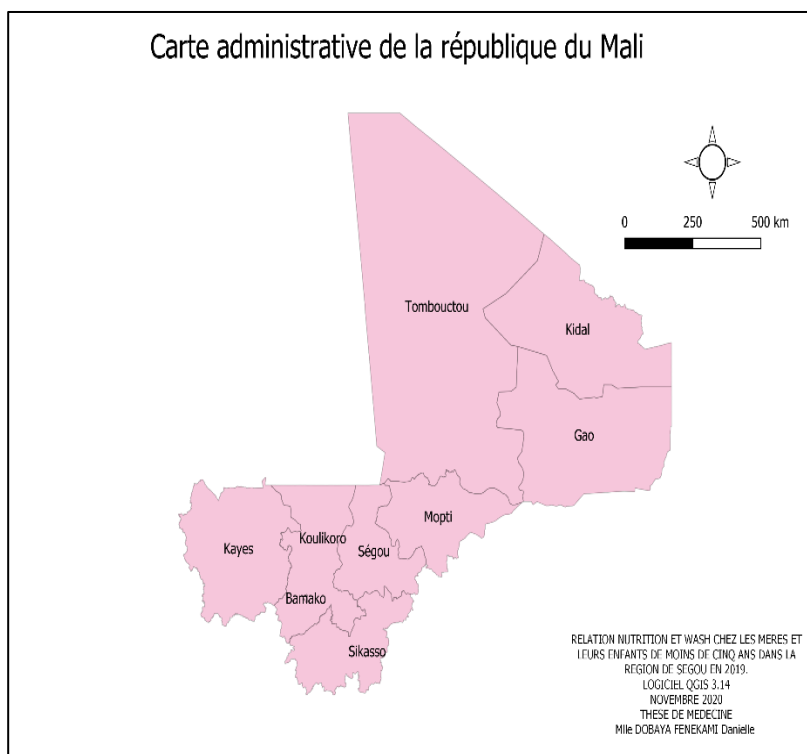 Carte administrative de la république du Mali
0 250 500 km
Tombouctou
Kidal
Gao
Mopti
Koulikoro
Ségou
Kayes
Bamako
Sikasso
RELATION NUTRITION ET WASH CHEZ LES MERES ET
LEURS ENFANTS DE MOINS DE CINQ ANS DANS LA
REGION DE SEGOU EN 2019.
LOGICIEL QGIS 3.14
NOVEMBRE 2020
THESE DE MEDECINE
Mlle DOBAYA FENEKAMI Danielle